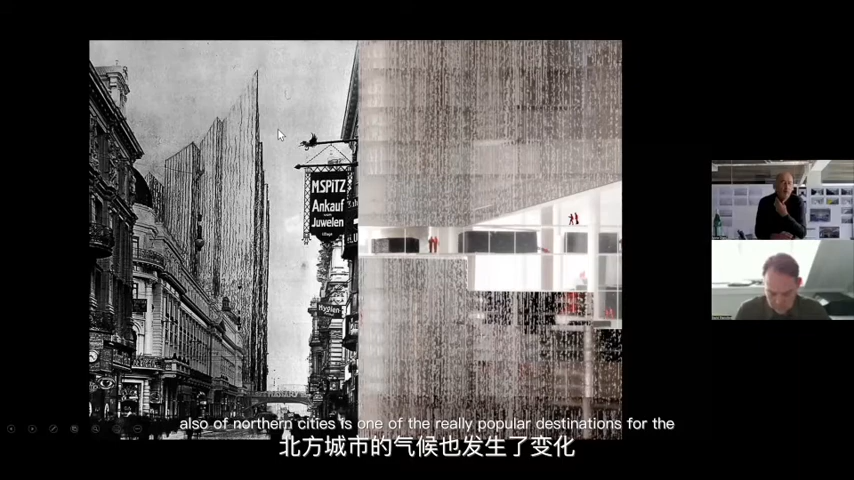 MSPITZ
Ankauf
Juwelen
Hygien
also of northern cities is one of the really popular destinations for the
北方城市的气候也发生了变化